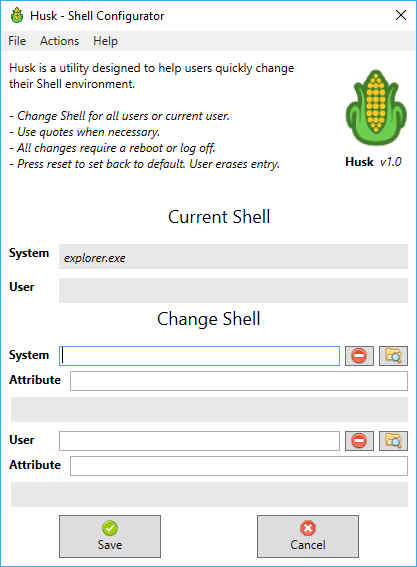 Husk - Shell Configurator
File Actions Help
Husk is a utility designed to help users quickly change
their Shell environment.
- Change Shell for all users or current user.
- Use quotes when necessary.
- All changes require a reboot or log off.
- Press reset to set back to default. User erases entry.
Husk v1.0
Current Shell
System explorer.exe
User
Change Shell
System
Attribute
User
Attribute
Save Cancel